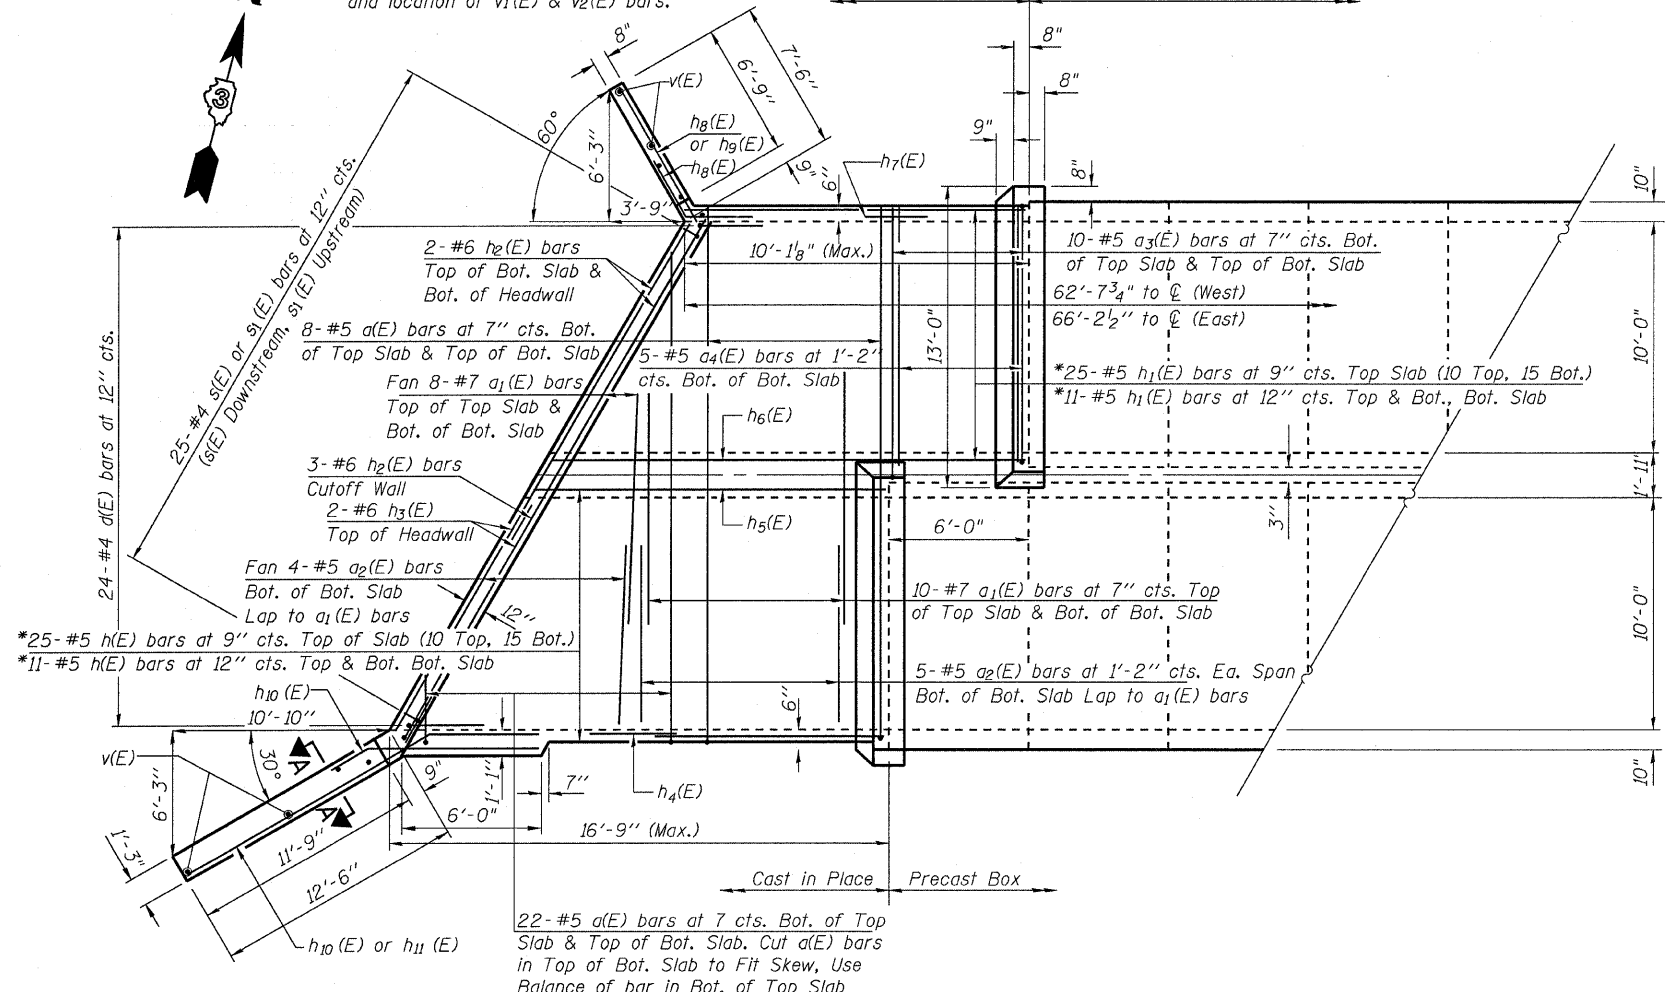 and location of v1(E) & v2(E) bars.
3
8"
7'-6"
6'-9"
v(E)
60°
6'-3"
h8(E)
or h9(E)
h8(E)
9"
6"
h7(E)
3'-9"
8"
8"
9"
8"
10"
25-#4 s(E) or s1(E) bars at 12" cts.
(s(E) Downstream, s1(E) Upstream)
24-#4 d(E) bars at 12" cts.
2-#6 h2(E) bars
Top of Bot. Slab &
Bot. of Headwall
10'-1⅛" (Max.)
10-#5 a3(E) bars at 7" cts. Bot.
of Top Slab & Top of Bot. Slab
62'-7¾" to ℄ (West)
66'-2½" to ℄ (East)
8-#5 a(E) bars at 7" cts. Bot.
of Top Slab & Top of Bot. Slab
5-#5 a4(E) bars at 1'-2"
cts. Bot. of Bot. Slab
13'-0"
10'-0"
Fan 8-#7 a1(E) bars
Top of Top Slab &
Bot. of Bot. Slab
*25-#5 h1(E) bars at 9" cts. Top Slab (10 Top, 15 Bot.)
*11-#5 h1(E) bars at 12" cts. Top & Bot., Bot. Slab
h6(E)
3-#6 h2(E) bars
Cutoff Wall
2-#6 h3(E)
Top of Headwall
h5(E)
6'-0"
3"
1'-11"
Fan 4-#5 a2(E) bars
Bot. of Bot. Slab
Lap to a1(E) bars
12"
10-#7 a1(E) bars at 7" cts. Top
of Top Slab & Bot. of Bot. Slab
10'-0"
*25-#5 h(E) bars at 9" cts. Top of Slab (10 Top, 15 Bot.)
*11-#5 h(E) bars at 12" cts. Top & Bot. Bot. Slab
5-#5 a2(E) bars at 1'-2" cts. Ea. Span
Bot. of Bot. Slab Lap to a1(E) bars
h10(E)
10'-10"
6"
v(E)
30°
A
A
6'-3"
9"
1'-1"
7"
h4(E)
10"
6'-0"
16'-9" (Max.)
1'-3"
11'-9"
12'-6"
Cast in Place
Precast Box
h10(E) or h11(E)
22-#5 a(E) bars at 7 cts. Bot. of Top
Slab & Top of Bot. Slab. Cut a(E) bars
in Top of Bot. Slab to Fit Skew, Use
Balance of bar in Bot. of Top Slab